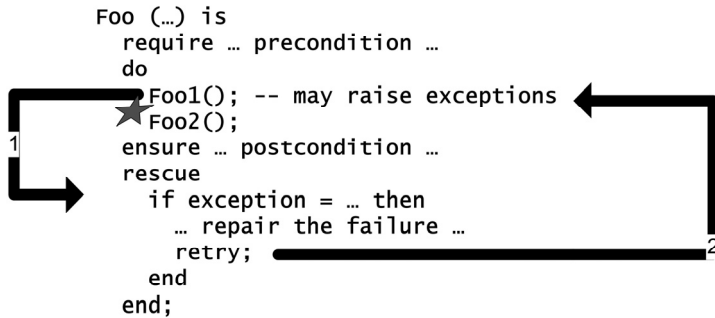 Foo (…) is
require … precondition …
do
Foo1(); -- may raise exceptions
Foo2();
1
ensure … postcondition …
rescue
if exception = … then
… repair the failure …
retry;
2
end
end;